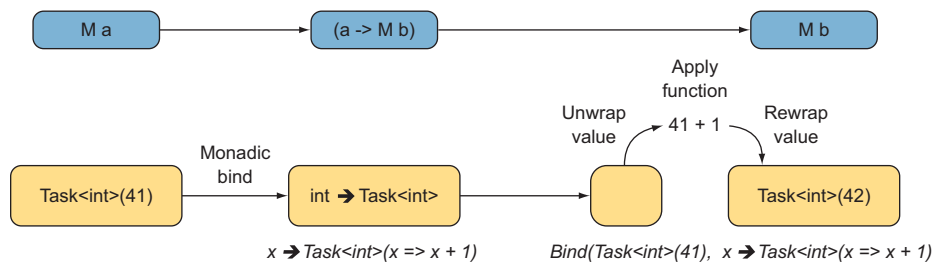 M a
(a -> M b)
M b
Apply
function
Unwrap
value
41 + 1
Rewrap
value
Monadic
bind
Task<int>(41)
int ➔ Task<int>
Task<int>(42)
x ➔ Task<int>(x => x + 1)
Bind(Task<int>(41), x ➔ Task<int>(x => x + 1)